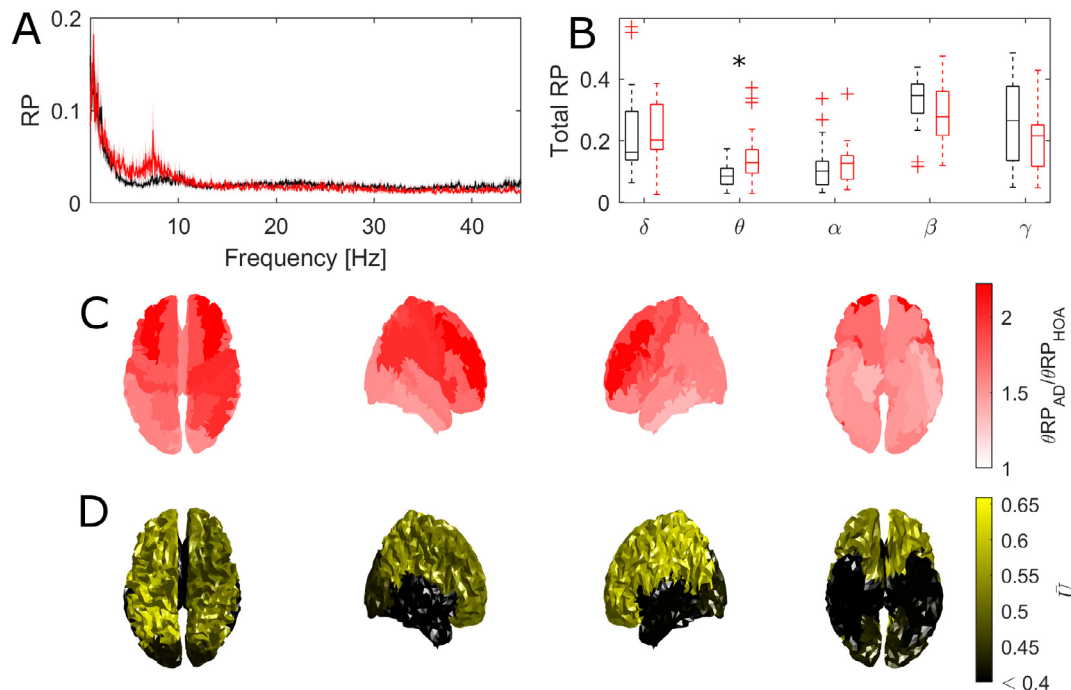 A
RP
0.2
0.1
0
10 20 30 40
Frequency [Hz]
B
Total RP
0.4
0.2
0
*
δ θ α β γ
C
2
1.5
1
θRP_AD/θRP_HOA
D
0.65
0.6
0.55
0.5
0.45
< 0.4
Ū